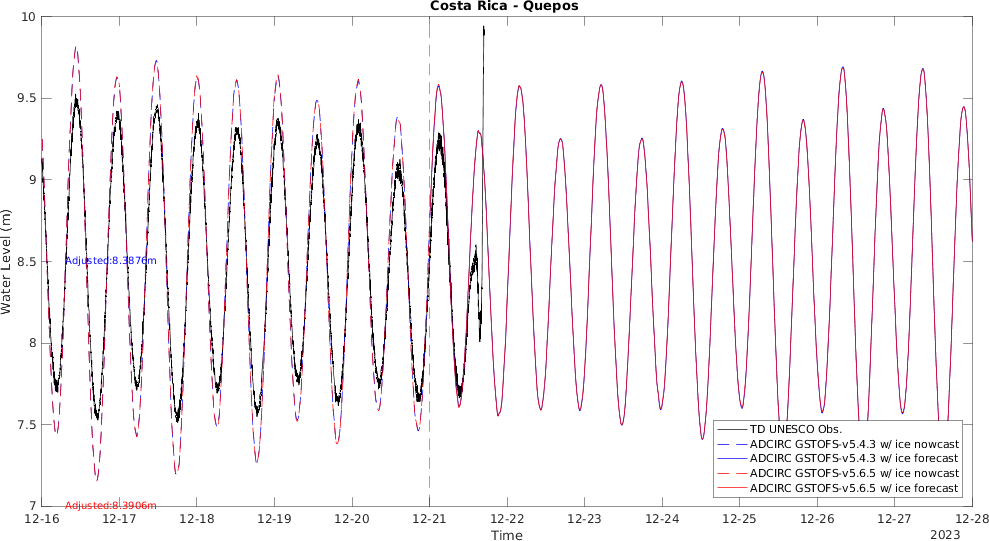 Costa Rica - Quepos
10
9.5
9
8.5
8
7.5
7
Water Level (m)
Adjusted:8.3876m
Adjusted:8.3906m
TD UNESCO Obs.
ADCIRC GSTOFS-v5.4.3 w/ ice nowcast
ADCIRC GSTOFS-v5.4.3 w/ ice forecast
ADCIRC GSTOFS-v5.6.5 w/ ice nowcast
ADCIRC GSTOFS-v5.6.5 w/ ice forecast
12-16 12-17 12-18 12-19 12-20 12-21 12-22 12-23 12-24 12-25 12-26 12-27 12-28
Time
2023